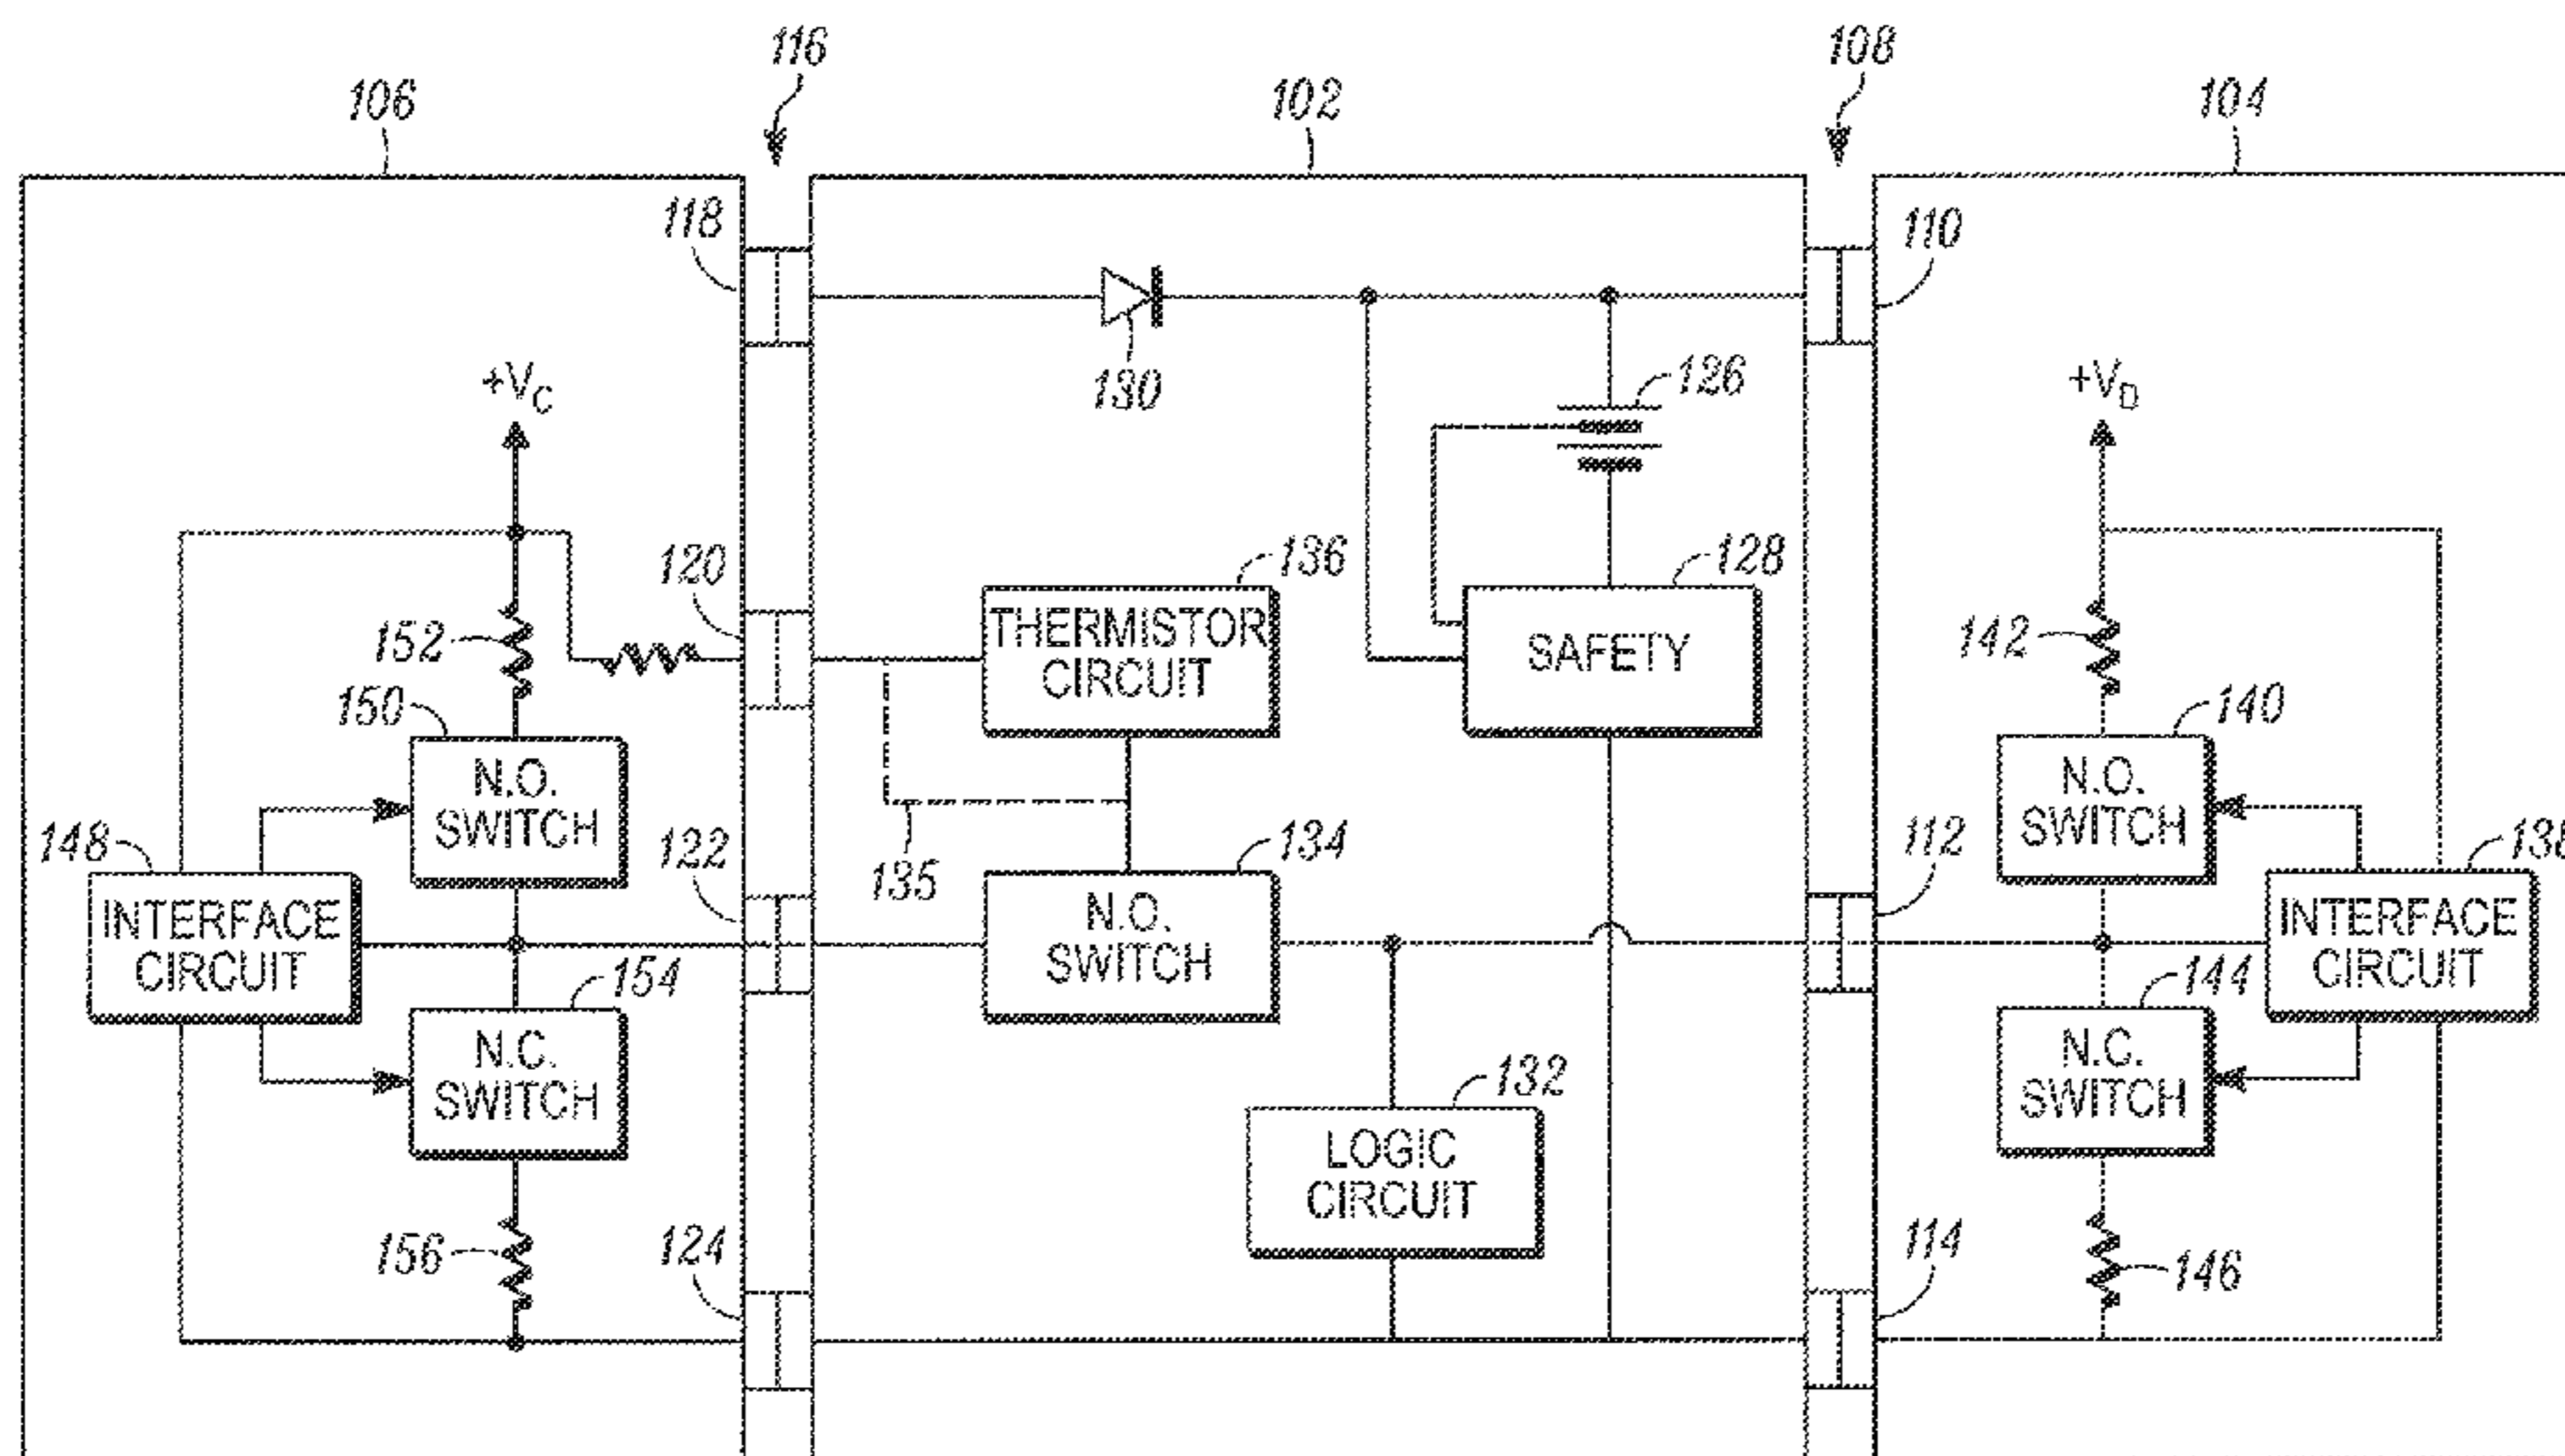 116
108
106
102
104
118
110
130
126
+VC
+VD
120
136
128
THERMISTOR
CIRCUIT
SAFETY
152
142
150
140
N.O.
SWITCH
N.O.
SWITCH
148
122
135
134
112
INTERFACE
CIRCUIT
N.O.
SWITCH
INTERFACE
CIRCUIT
154
144
N.C.
SWITCH
N.C.
SWITCH
132
LOGIC
CIRCUIT
156
124
114
146